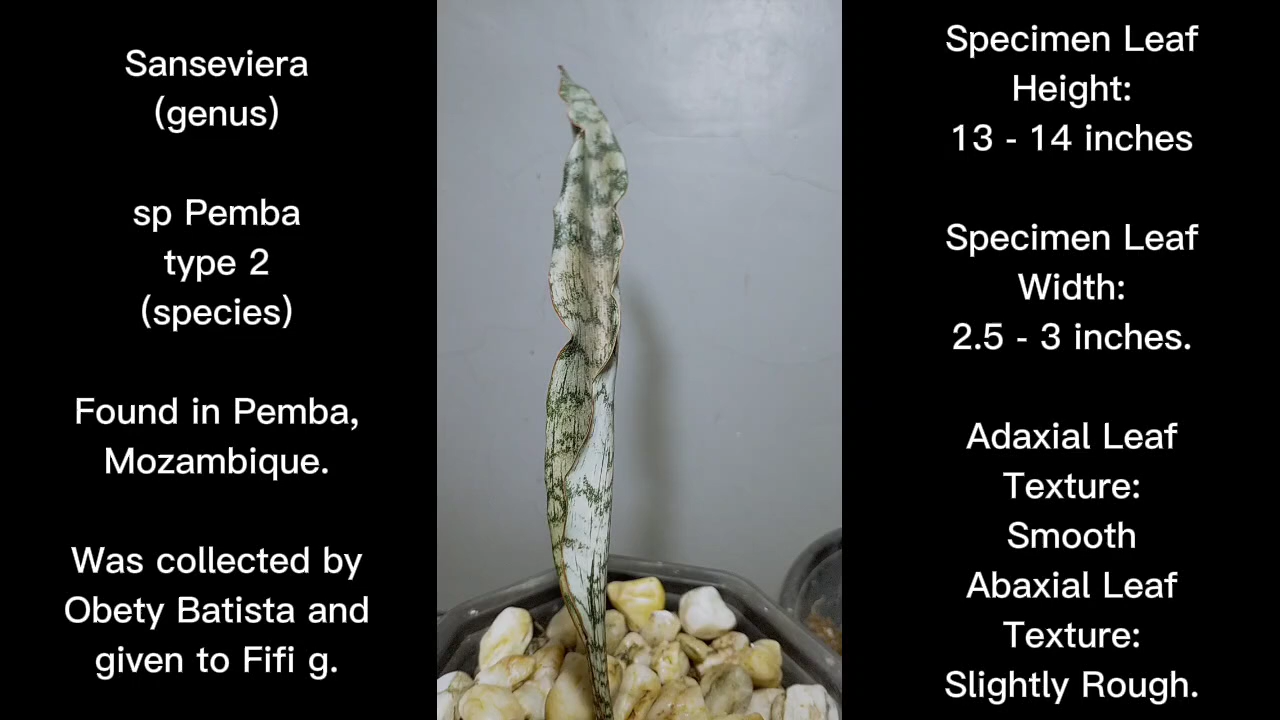 Sanseviera
(genus)
sp Pemba
type 2
(species)
Found in Pemba,
Mozambique.
Was collected by
Obety Batista and
given to Fifi g.
Specimen Leaf
Height:
13 - 14 inches
Specimen Leaf
Width:
2.5 - 3 inches.
Adaxial Leaf
Texture:
Smooth
Abaxial Leaf
Texture:
Slightly Rough.